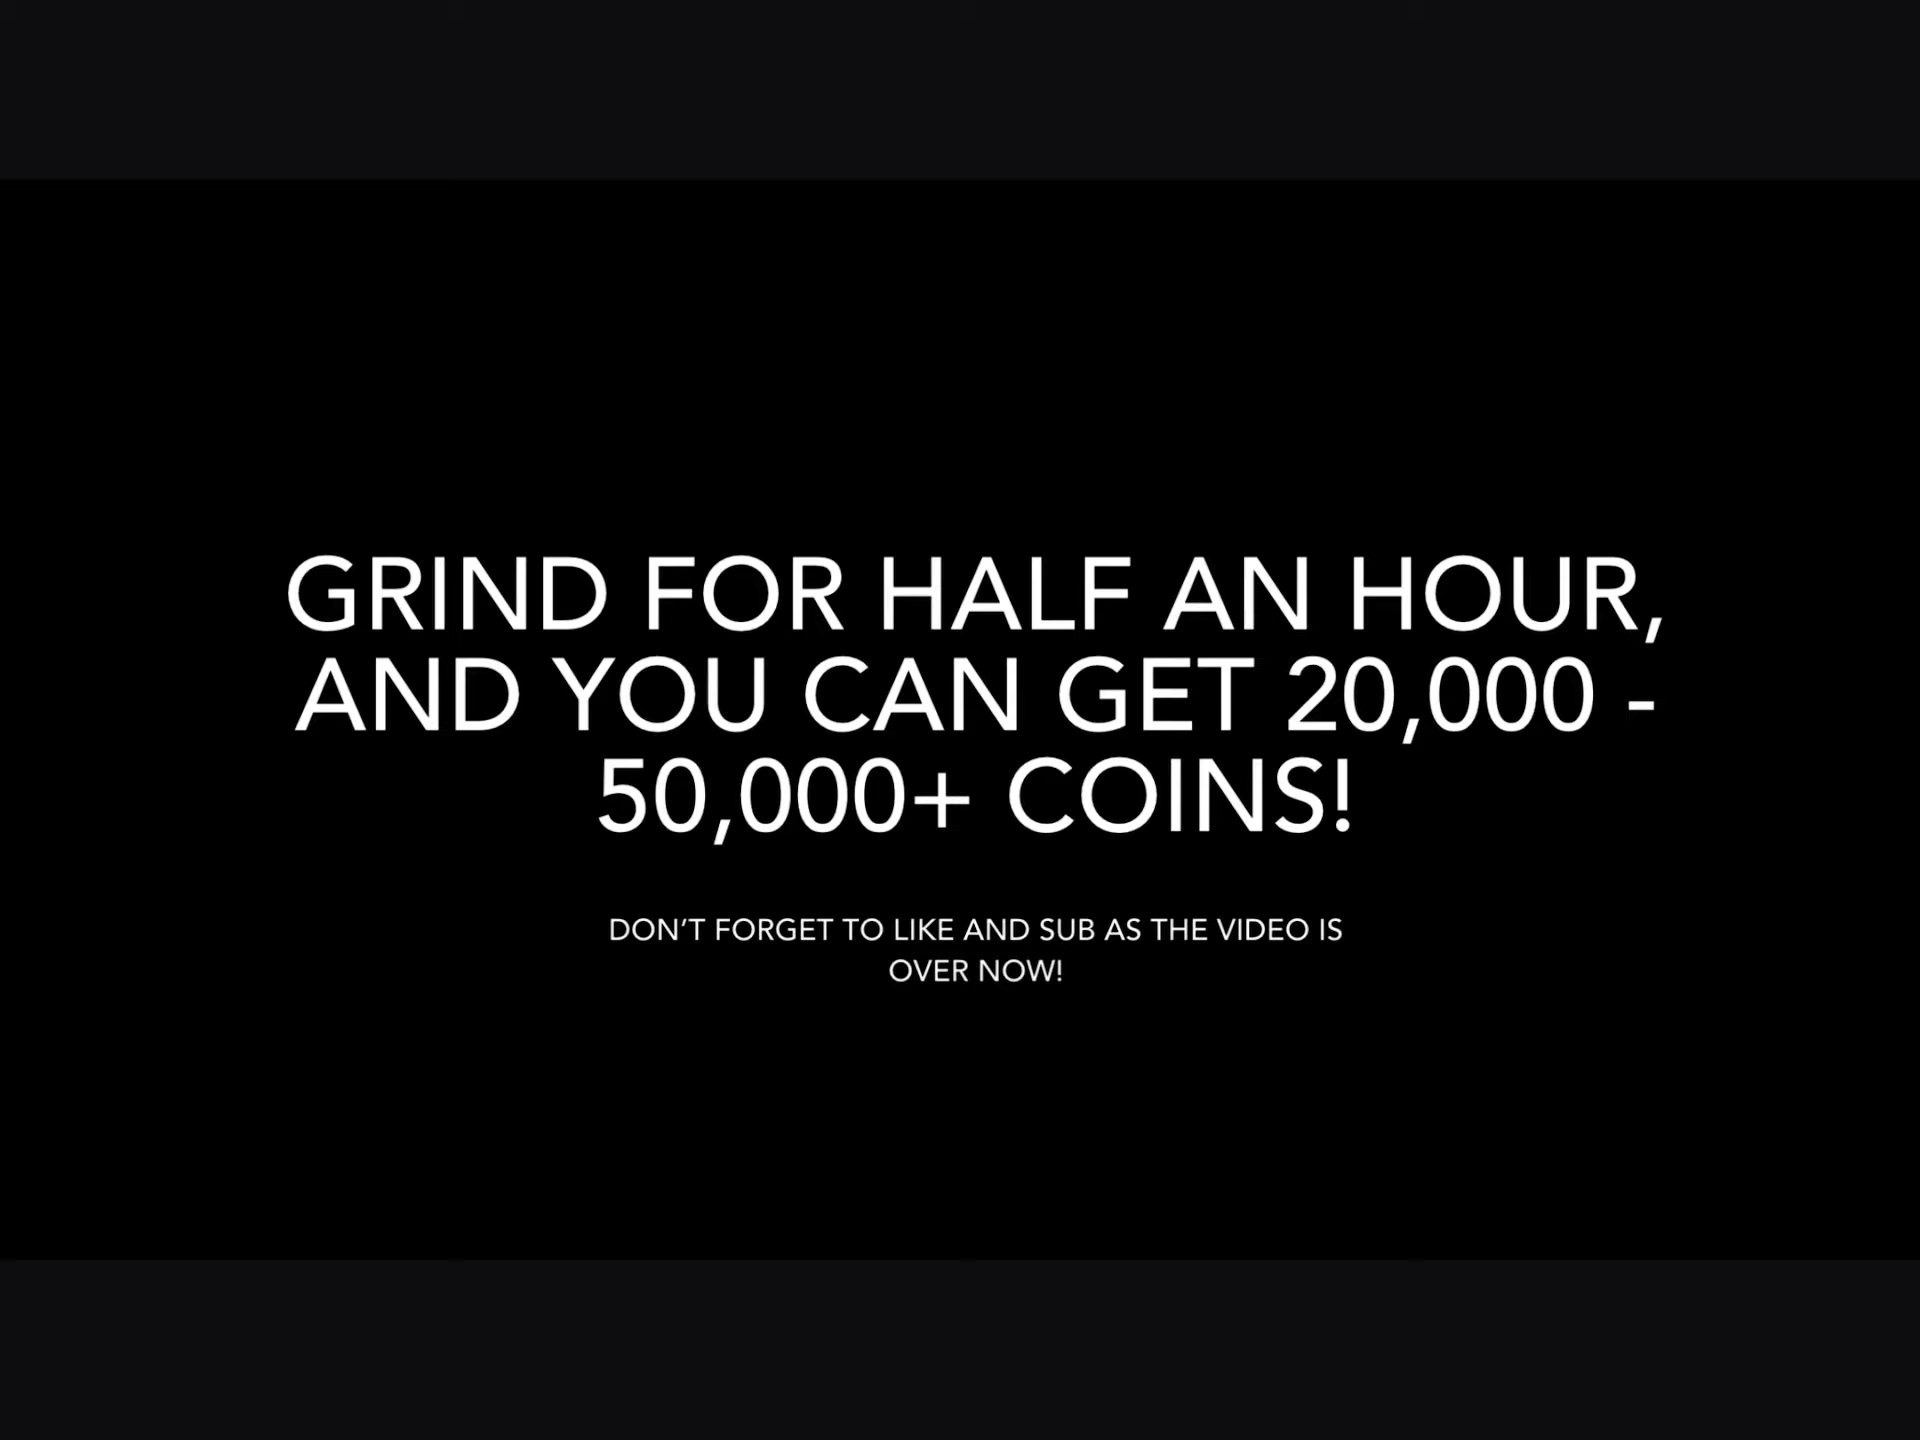 GRIND FOR HALF AN HOUR,
AND YOU CAN GET 20,000 -
50,000+ COINS!
DON’T FORGET TO LIKE AND SUB AS THE VIDEO IS
OVER NOW!